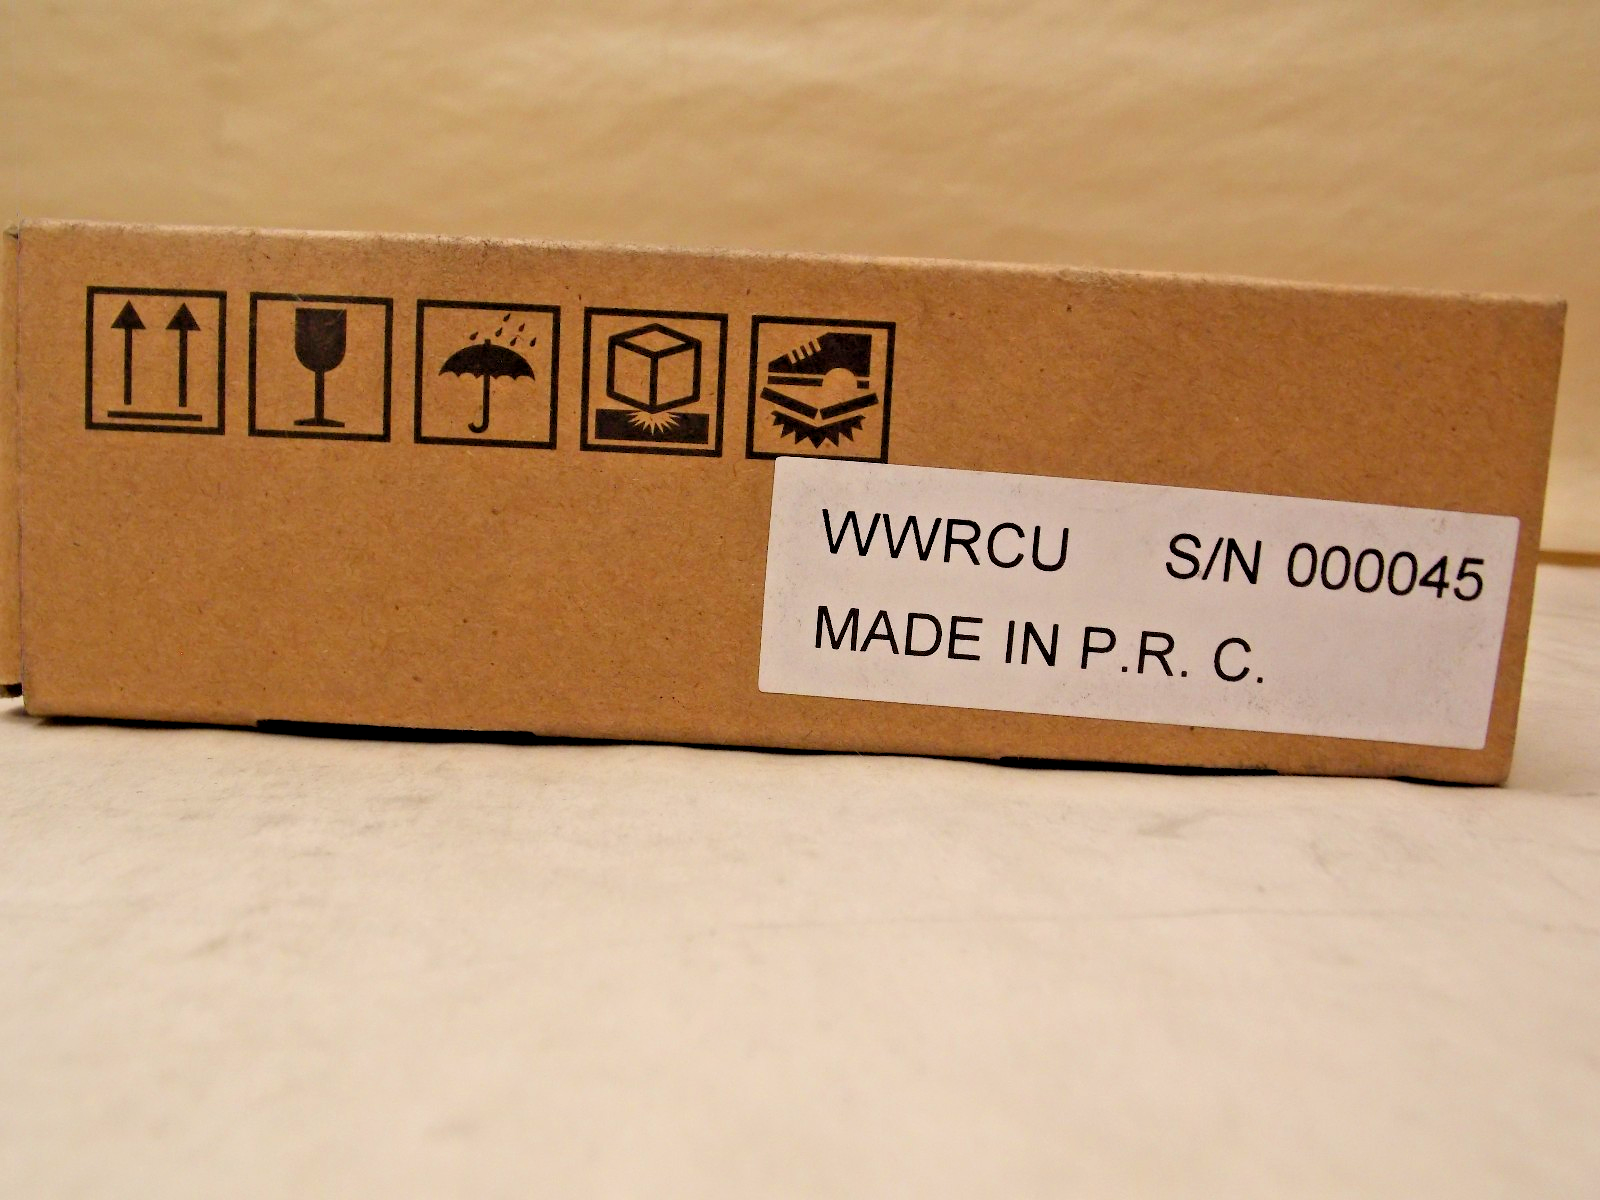 WWRCU S/N 000045
MADE IN P.R. C.